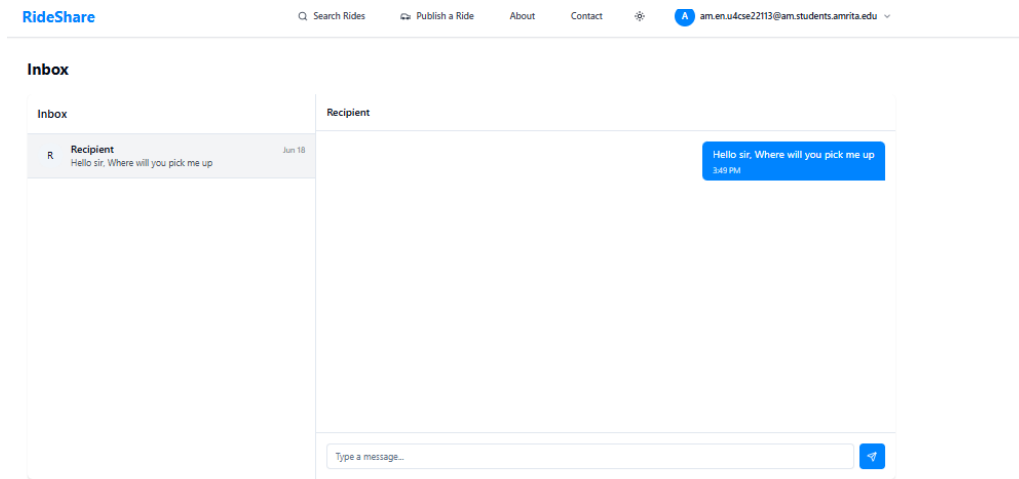 RideShare
Search Rides
Publish a Ride
About
Contact
A
am.en.u4cse22113@am.students.amrita.edu
Inbox
Inbox
R
Recipient
Jun 18
Hello sir, Where will you pick me up
Recipient
Hello sir, Where will you pick me up
3:49 PM
Type a message...